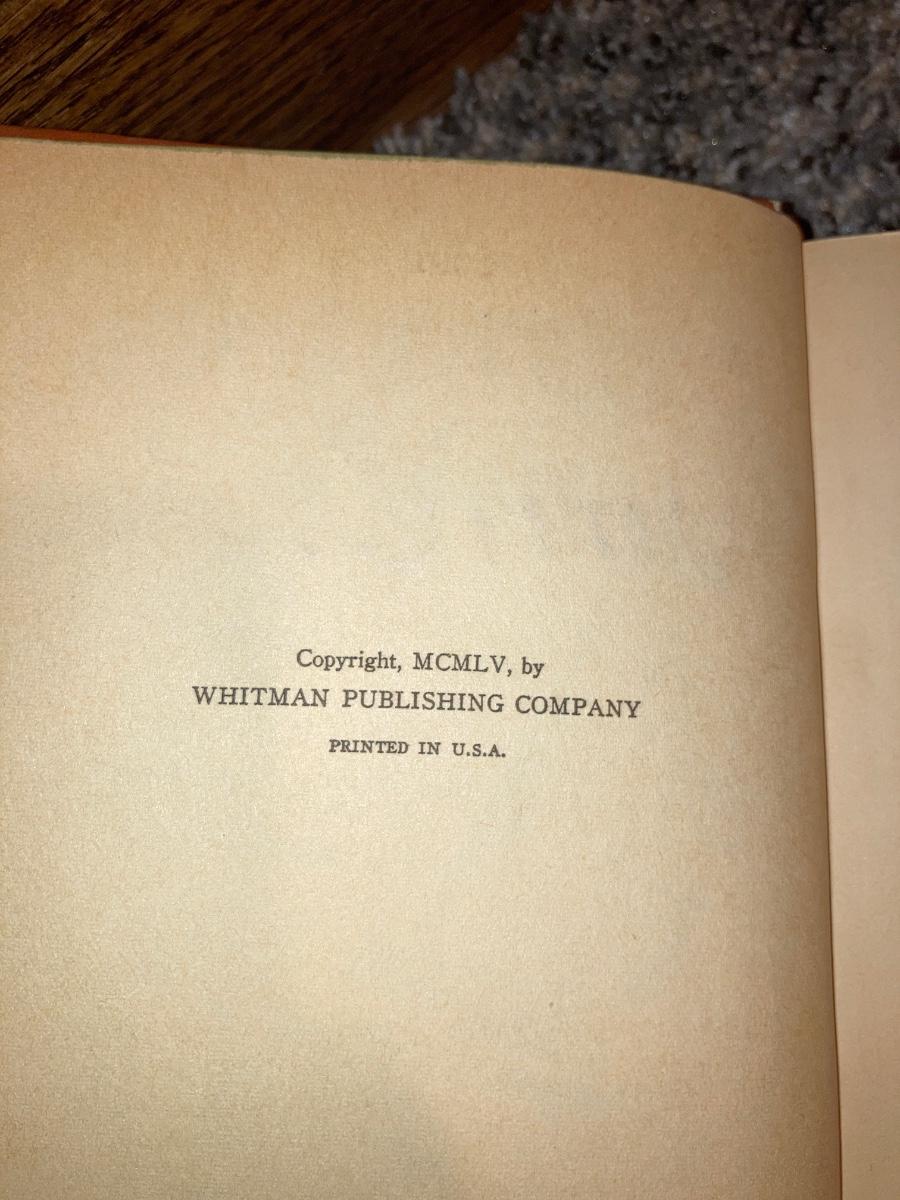 Copyright, MCMLV, by
WHITMAN PUBLISHING COMPANY
PRINTED IN U.S.A.